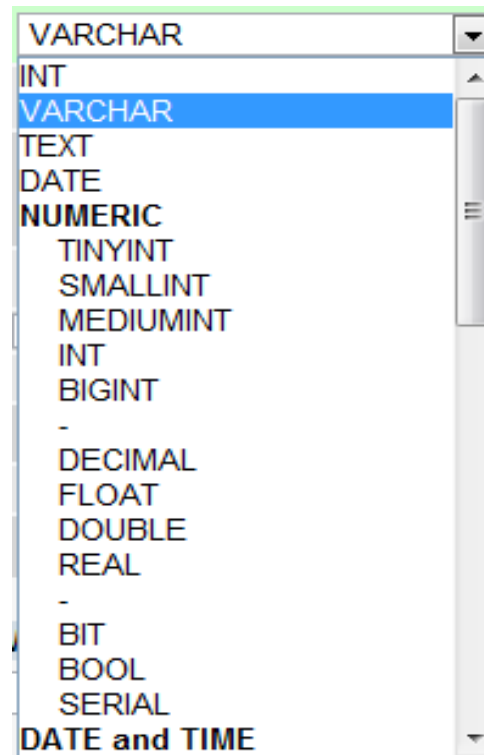 VARCHAR
INT
VARCHAR
TEXT
DATE
NUMERIC
TINYINT
SMALLINT
MEDIUMINT
INT
BIGINT
-
DECIMAL
FLOAT
DOUBLE
REAL
-
BIT
BOOL
SERIAL
DATE and TIME